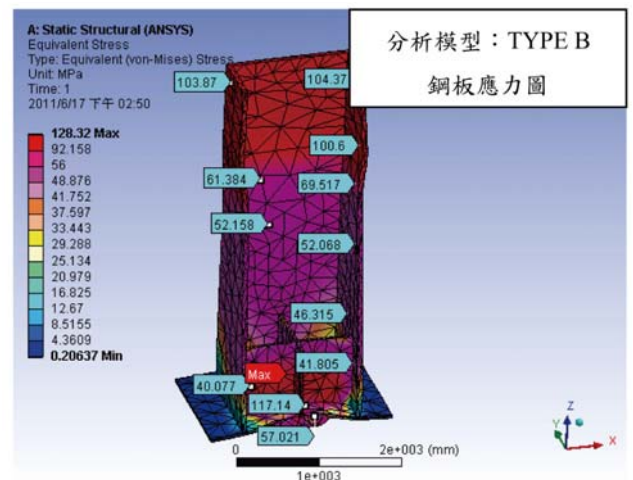 A: Static Structural (ANSYS)
Equivalent Stress
Type: Equivalent (von-Mises) Stress
Unit: MPa
Time: 1
2011/6/17 下午 02:50
分析模型：TYPE B
鋼板應力圖
128.32 Max
92.158
56
48.876
41.752
37.597
33.443
29.288
25.134
20.979
16.825
12.67
8.5155
4.3609
0.20637 Min
103.87
104.37
100.6
61.384
69.517
52.158
52.068
46.315
41.805
Max
40.077
117.14
57.021
0
2e+003 (mm)
1e+003
Z
Y
X